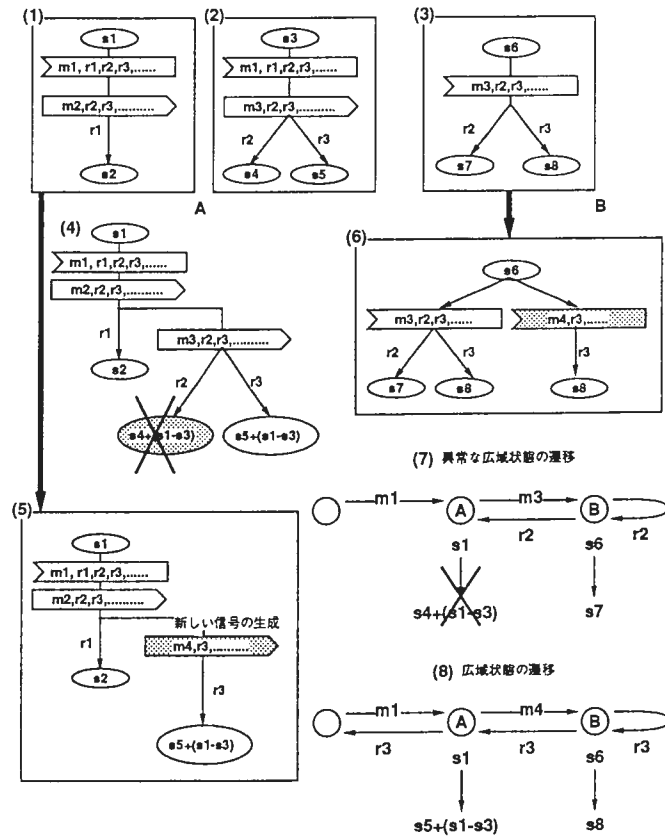 (1)
s1
m1, r1,r2,r3,......
m2,r2,r3,..........
r1
s2
(2)
s3
m1, r1,r2,r3,......
m3,r2,r3,..........
r2
r3
s4
s5
A
(3)
s6
m3,r2,r3,......
r2
r3
s7
s8
B
(4)
s1
m1, r1,r2,r3,......
m2,r2,r3,..........
r1
s2
m3,r2,r3,..........
r2
r3
s4+(s1-s3)
s5+(s1-s3)
(5)
s1
m1, r1,r2,r3,......
m2,r2,r3,..........
新しい信号の生成
r1
s2
m4,r3,..........
r3
s5+(s1-s3)
(6)
s6
m3,r2,r3,......
m4,r3,......
r2
r3
r3
s7
s8
s8
(7) 異常な広域状態の遷移
m1
A
m3
B
r2
r2
s1
s6
s4+(s1-s3)
s7
(8) 広域状態の遷移
m1
A
m4
B
r3
r3
r3
s1
s6
s5+(s1-s3)
s8